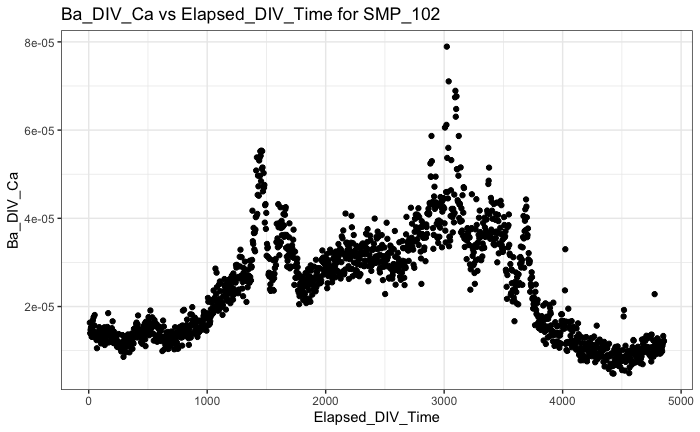 Ba_DIV_Ca vs Elapsed_DIV_Time for SMP_102
8e-05
6e-05
4e-05
2e-05
Ba_DIV_Ca
0 1000 2000 3000 4000 5000
Elapsed_DIV_Time